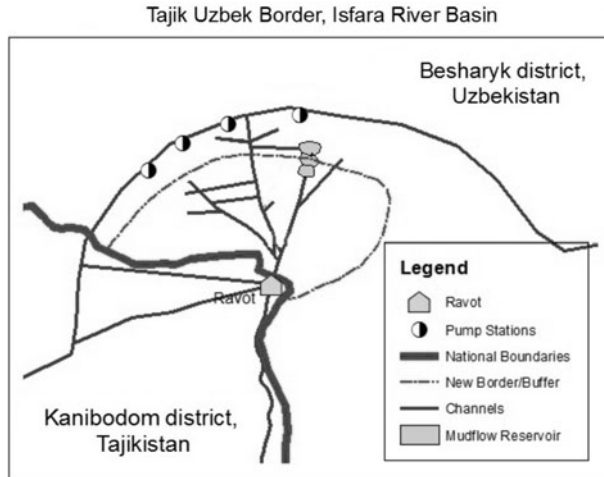 Tajik Uzbek Border, Isfara River Basin
Besharyk district,
Uzbekistan
Ravot
Kanibodom district,
Tajikistan
Legend
Ravot
Pump Stations
National Boundaries
New Border/Buffer
Channels
Mudflow Reservoir